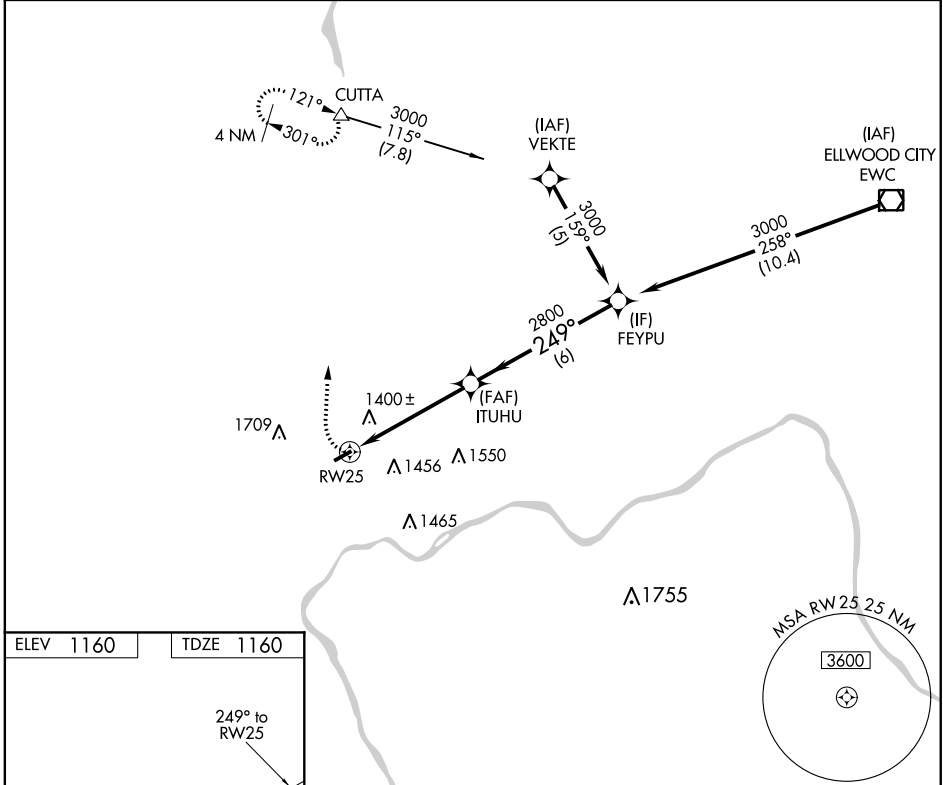 CUTTA
121°
301°
4 NM
3000
115°
(7.8)
(IAF)
VEKTE
(IAF)
ELLWOOD CITY
EWC
3000
159°
(5)
3000
258°
(10.4)
(IF)
FEYPU
2800
249°
(6)
(FAF)
ITUHU
1400±
1709
RW25
1456
1550
1465
1755
MSA RW25 25 NM
3600
ELEV 1160
TDZE 1160
249° to
RW25